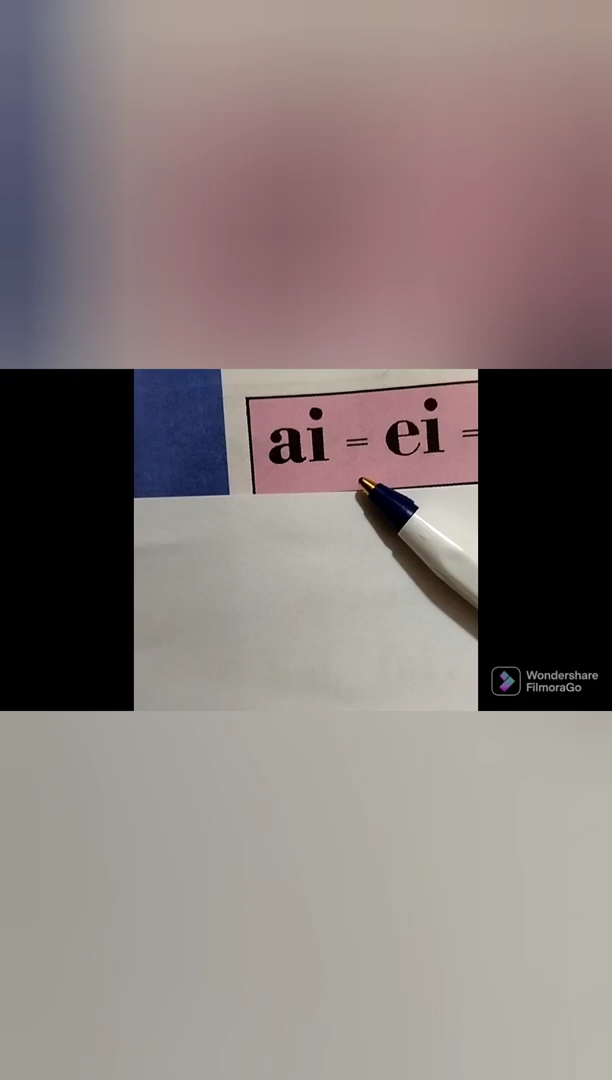 ai = ei =
Wondershare
FilmoraGo